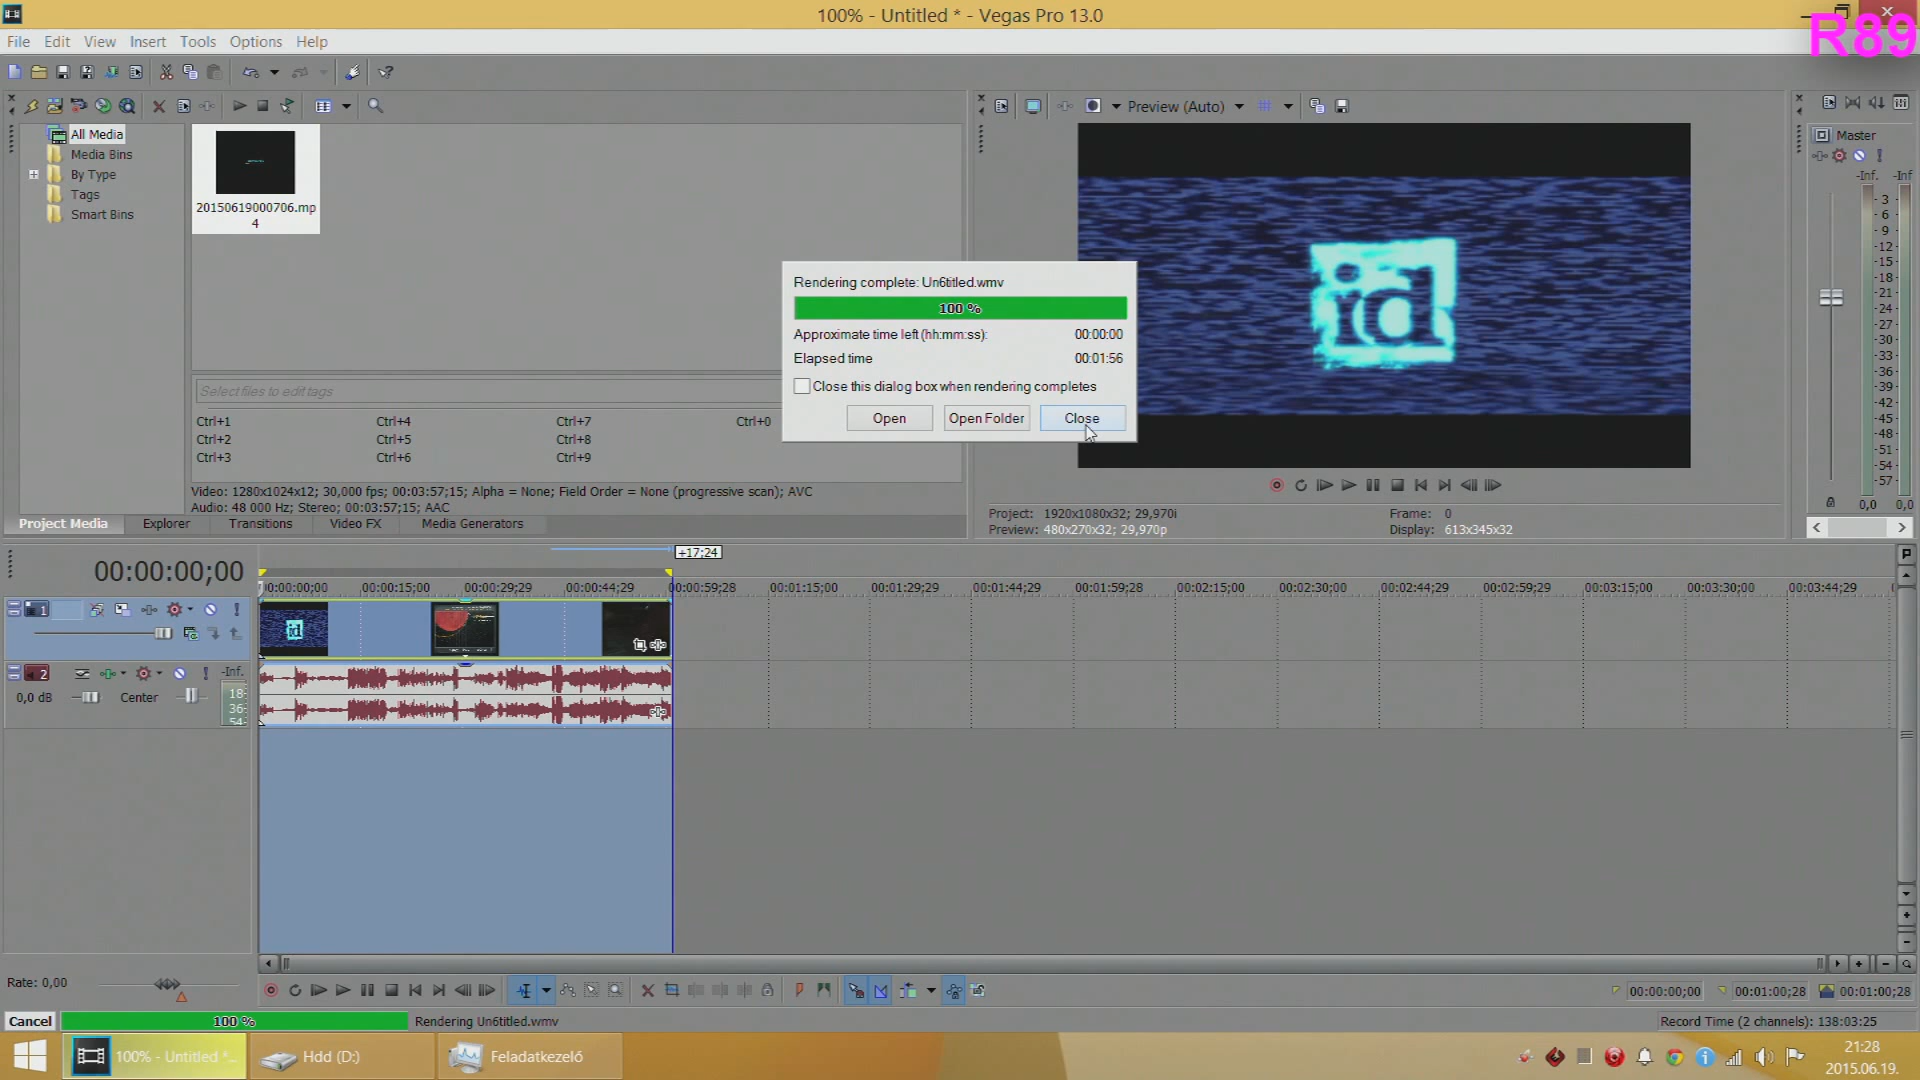 100% - Untitled * - Vegas Pro 13.0
R89
File Edit View Insert Tools Options Help
Preview (Auto)
All Media
Media Bins
By Type
Tags
Smart Bins
20150619000706.mp
4
Master
-Inf. -Inf
3
6
9
-12
-15
-18
-21
-24
-27
-30
-33
-36
-39
-42
-45
-48
-51
-54
-57
0,0 0,0
id
Rendering complete: Un6titled.wmv
100 %
Approximate time left (hh:mm:ss): 00:00:00
Elapsed time 00:01:56
Close this dialog box when rendering completes
Open Open Folder Close
Select files to edit tags
Ctrl+1 Ctrl+4 Ctrl+7 Ctrl+0
Ctrl+2 Ctrl+5 Ctrl+8
Ctrl+3 Ctrl+6 Ctrl+9
Video: 1280x1024x12; 30,000 fps; 00:03:57;15; Alpha = None; Field Order = None (progressive scan); AVC
Audio: 48 000 Hz; Stereo; 00:03:57;15; AAC
Project Media Explorer Transitions Video FX Media Generators
Project: 1920x1080x32; 29,970i Frame: 0
Preview: 480x270x32; 29,970p Display: 613x345x32
+17;24
00:00:00;00
00:00:00;00 00:00:15;00 00:00:29;29 00:00:44;29 00:00:59;28 00:01:15;00 00:01:29;29 00:01:44;29 00:01:59;28 00:02:15;00 00:02:30;00 00:02:44;29 00:02:59;29 00:03:15;00 00:03:30;00 00:03:44;29
1
id
2
-Inf.
18
36
54
0,0 dB Center
Rate: 0,00
00:00:00;00 00:01:00;28 00:01:00;28
Cancel 100 % Rendering Un6titled.wmv
Record Time (2 channels): 138:03:25
100% - Untitled *... Hdd (D:) Feladatkezelő
21:28
2015.06.19.